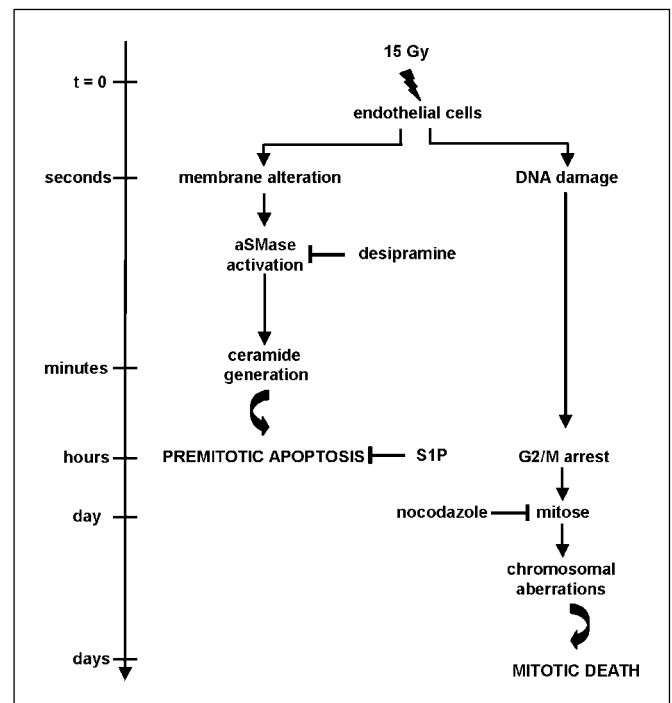 15 Gy
t = 0
endothelial cells
seconds
membrane alteration
DNA damage
aSMase
activation
desipramine
ceramide
generation
minutes
hours
PREMITOTIC APOPTOSIS
S1P
G2/M arrest
day
nocodazole
mitose
chromosomal
aberrations
days
MITOTIC DEATH